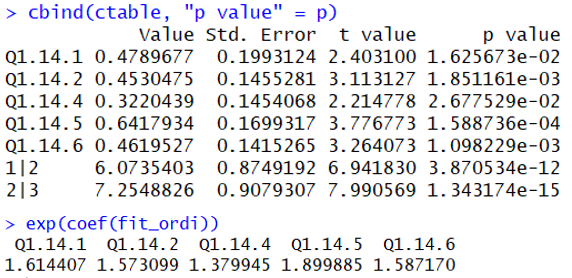 > cbind(ctable, "p value" = p)
Value Std. Error t value p value
Q1.14.1 0.4789677 0.1993124 2.403100 1.625673e-02
Q1.14.2 0.4530475 0.1455281 3.113127 1.851161e-03
Q1.14.4 0.3220439 0.1454068 2.214778 2.677529e-02
Q1.14.5 0.6417934 0.1699317 3.776773 1.588736e-04
Q1.14.6 0.4619527 0.1415265 3.264073 1.098229e-03
1|2 6.0735403 0.8749192 6.941830 3.870534e-12
2|3 7.2548826 0.9079307 7.990569 1.343174e-15
> exp(coef(fit_ordi))
Q1.14.1 Q1.14.2 Q1.14.4 Q1.14.5 Q1.14.6
1.614407 1.573099 1.379945 1.899885 1.587170